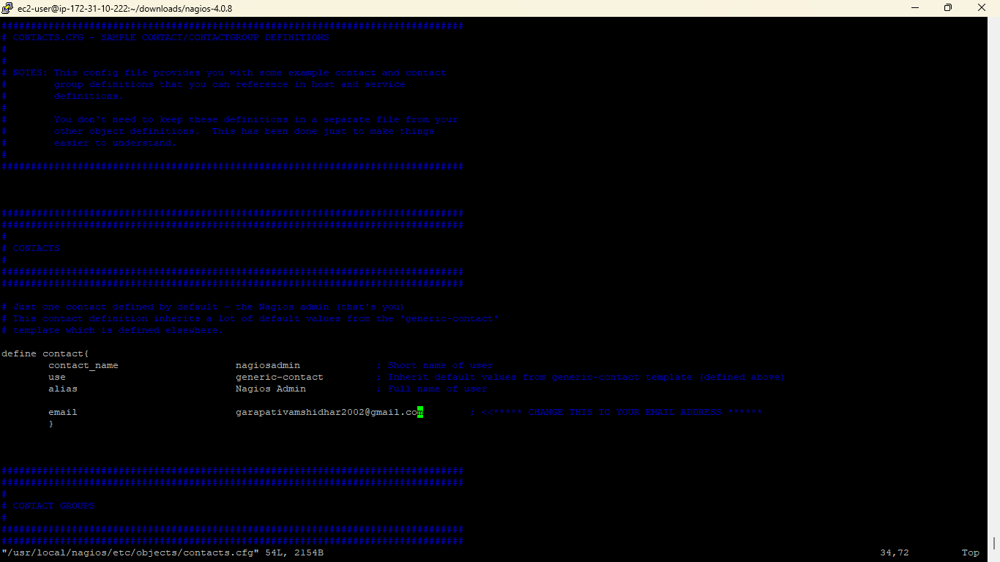 ec2-user@ip-172-31-10-222:~/downloads/nagios-4.0.8
###############################################################################
# CONTACTS.CFG - SAMPLE CONTACT/CONTACTGROUP DEFINITIONS
#
#
# NOTES: This config file provides you with some example contact and contact
#        group definitions that you can reference in host and service
#        definitions.
#
#        You don't need to keep these definitions in a separate file from your
#        other object definitions.  This has been done just to make things
#        easier to understand.
#
###############################################################################
###############################################################################
###############################################################################
#
# CONTACTS
#
###############################################################################
###############################################################################
# Just one contact defined by default - the Nagios admin (that's you)
# This contact definition inherits a lot of default values from the 'generic-contact'
# template which is defined elsewhere.
define contact{
        contact_name                    nagiosadmin             ; Short name of user
        use                             generic-contact         ; Inherit default values from generic-contact template (defined above)
        alias                           Nagios Admin            ; Full name of user
        email                           garapativamshidhar2002@gmail.com        ; <<***** CHANGE THIS TO YOUR EMAIL ADDRESS ******
        }
###############################################################################
###############################################################################
#
# CONTACT GROUPS
#
###############################################################################
###############################################################################
"/usr/local/nagios/etc/objects/contacts.cfg" 54L, 2154B                    34,72         Top